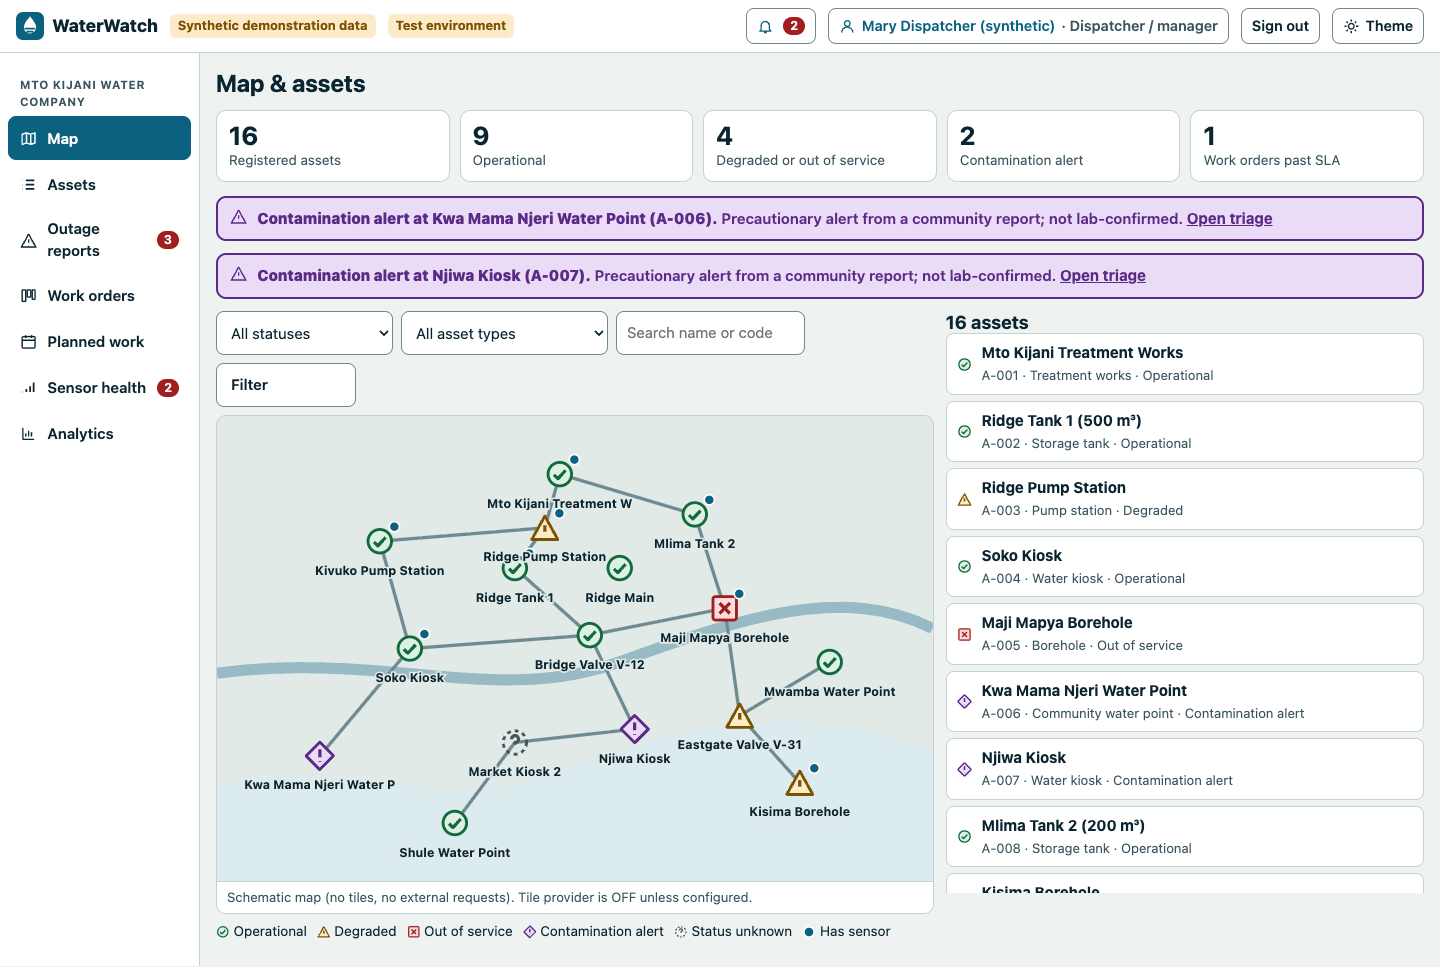 WaterWatch
Synthetic demonstration data
Test environment
2
Mary Dispatcher (synthetic) · Dispatcher / manager
Sign out
Theme
MTO KIJANI WATER
COMPANY
Map
Assets
Outage
reports
3
Work orders
Planned work
Sensor health 2
Analytics
Map & assets
16
Registered assets
9
Operational
4
Degraded or out of service
2
Contamination alert
1
Work orders past SLA
Contamination alert at Kwa Mama Njeri Water Point (A-006). Precautionary alert from a community report; not lab-confirmed. Open triage
Contamination alert at Njiwa Kiosk (A-007). Precautionary alert from a community report; not lab-confirmed. Open triage
All statuses
All asset types
Search name or code
Filter
Mto Kijani Treatment W
Mlima Tank 2
Ridge Pump Station
Kivuko Pump Station
Ridge Tank 1
Ridge Main
Maji Mapya Borehole
Bridge Valve V-12
Soko Kiosk
Mwamba Water Point
Eastgate Valve V-31
Njiwa Kiosk
?
Market Kiosk 2
Kwa Mama Njeri Water P
Kisima Borehole
Shule Water Point
Schematic map (no tiles, no external requests). Tile provider is OFF unless configured.
Operational
Degraded
Out of service
Contamination alert
? Status unknown
Has sensor
16 assets
Mto Kijani Treatment Works
A-001 · Treatment works · Operational
Ridge Tank 1 (500 m³)
A-002 · Storage tank · Operational
Ridge Pump Station
A-003 · Pump station · Degraded
Soko Kiosk
A-004 · Water kiosk · Operational
Maji Mapya Borehole
A-005 · Borehole · Out of service
Kwa Mama Njeri Water Point
A-006 · Community water point · Contamination alert
Njiwa Kiosk
A-007 · Water kiosk · Contamination alert
Mlima Tank 2 (200 m³)
A-008 · Storage tank · Operational
Kisima Borehole